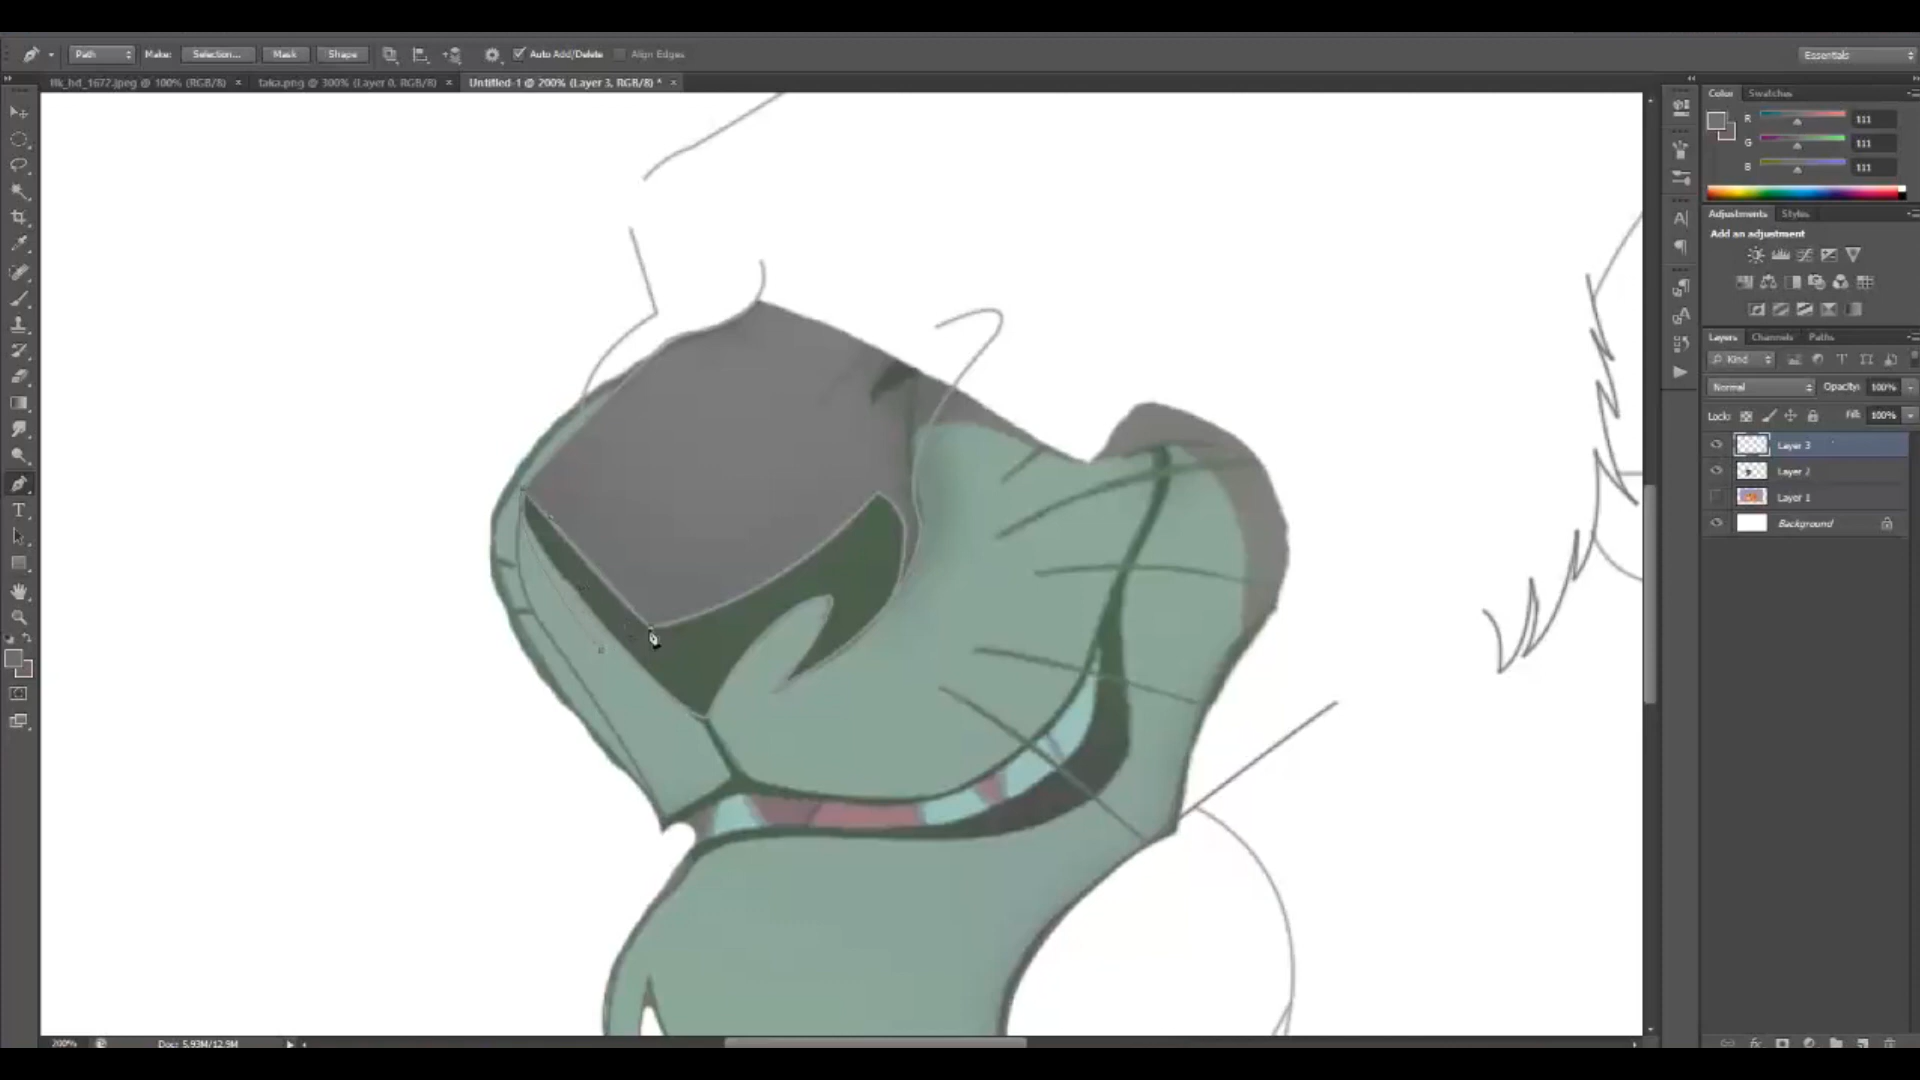 Path Make: Selection... Mask Shape Auto Add/Delete Align Edges Essentials
tlk_hd_1672.jpeg @ 100% (RGB/8) × taka.png @ 300% (Layer 0, RGB/8) × Untitled-1 @ 200% (Layer 3, RGB/8) * ×
Color Swatches
R 111
G 111
B 111
Adjustments Styles
Add an adjustment
Layers Channels Paths
Kind
Normal Opacity: 100%
Lock: Fill: 100%
Layer 3
Layer 2
Layer 1
Background
200% Doc: 5.93M/12.9M